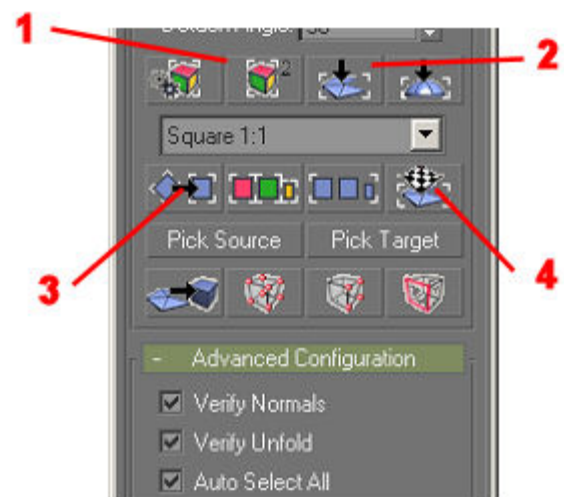 1
2
Square 1:1
Pick Source Pick Target
3
4
- Advanced Configuration
Verify Normals
Verify Unfold
Auto Select All